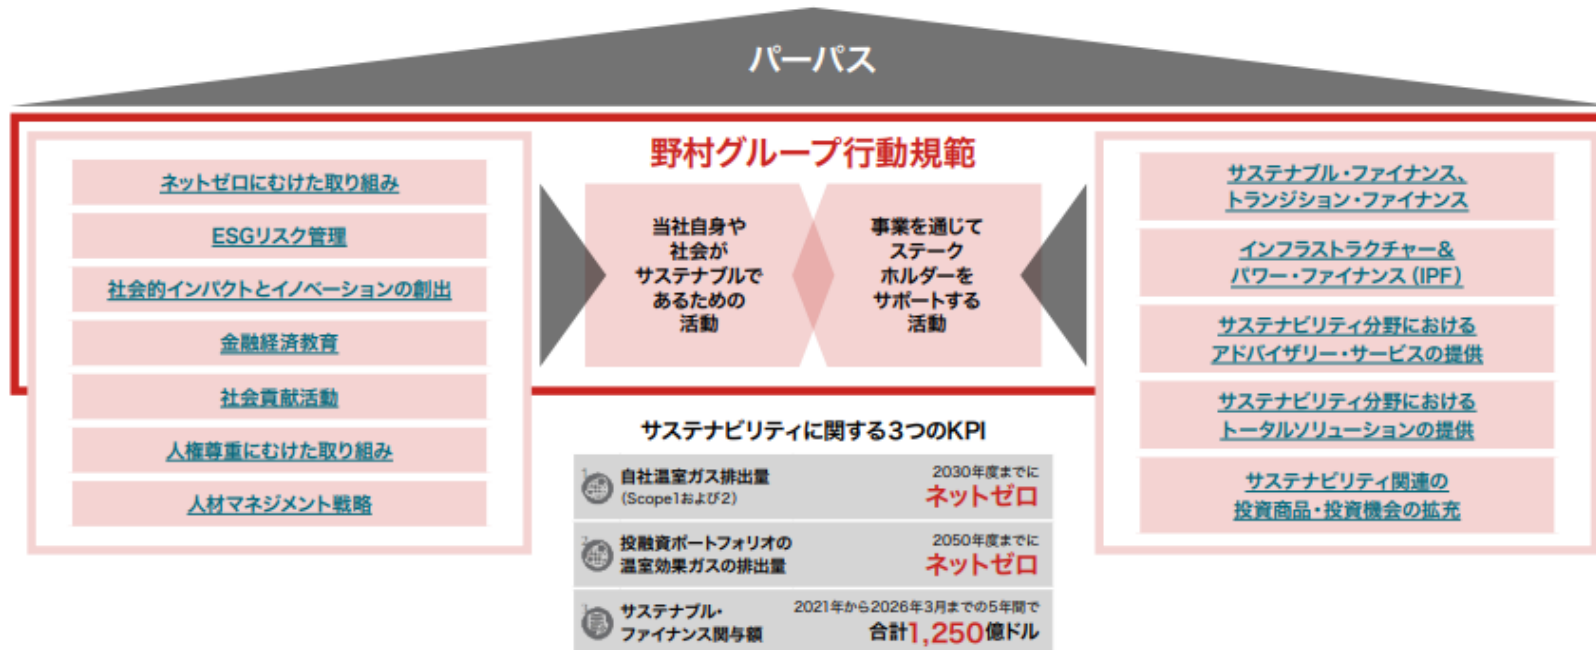 パーパス
野村グループ行動規範
ネットゼロにむけた取り組み
ESGリスク管理
社会的インパクトとイノベーションの創出
金融経済教育
社会貢献活動
人権尊重にむけた取り組み
人材マネジメント戦略
当社自身や
社会が
サステナブルで
あるための
活動
事業を通じて
ステーク
ホルダーを
サポートする
活動
サステナブル・ファイナンス、
トランジション・ファイナンス
インフラストラクチャー＆
パワー・ファイナンス（IPF）
サステナビリティ分野における
アドバイザリー・サービスの提供
サステナビリティ分野における
トータルソリューションの提供
サステナビリティ関連の
投資商品・投資機会の拡充
サステナビリティに関する3つのKPI
1
自社温室ガス排出量
（Scope1および2）
2030年度までに
ネットゼロ
2
投融資ポートフォリオの
温室効果ガスの排出量
2050年度までに
ネットゼロ
3
サステナブル・
ファイナンス関与額
2021年から2026年3月までの5年間で
合計1,250億ドル